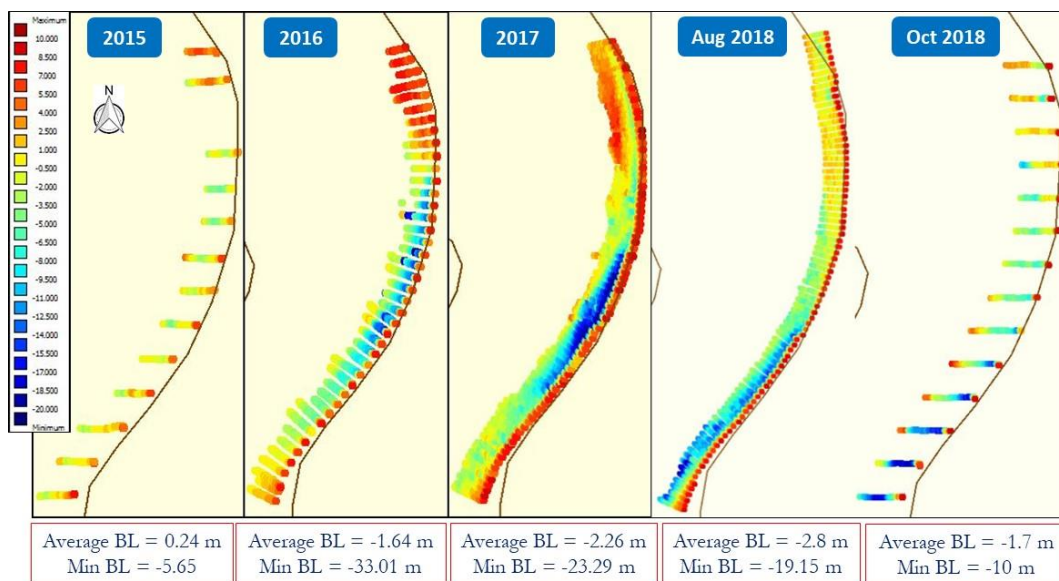 Maximum
10.000
8.500
7.000
5.500
4.000
2.500
1.000
-0.500
-2.000
-3.500
-5.000
-6.500
-8.000
-9.500
-11.000
-12.500
-14.000
-15.500
-17.000
-18.500
-20.000
Minimum
2015
N
2016
2017
Aug 2018
Oct 2018
Average BL = 0.24 m
Min BL = -5.65
Average BL = -1.64 m
Min BL = -33.01 m
Average BL = -2.26 m
Min BL = -23.29 m
Average BL = -2.8 m
Min BL = -19.15 m
Average BL = -1.7 m
Min BL = -10 m